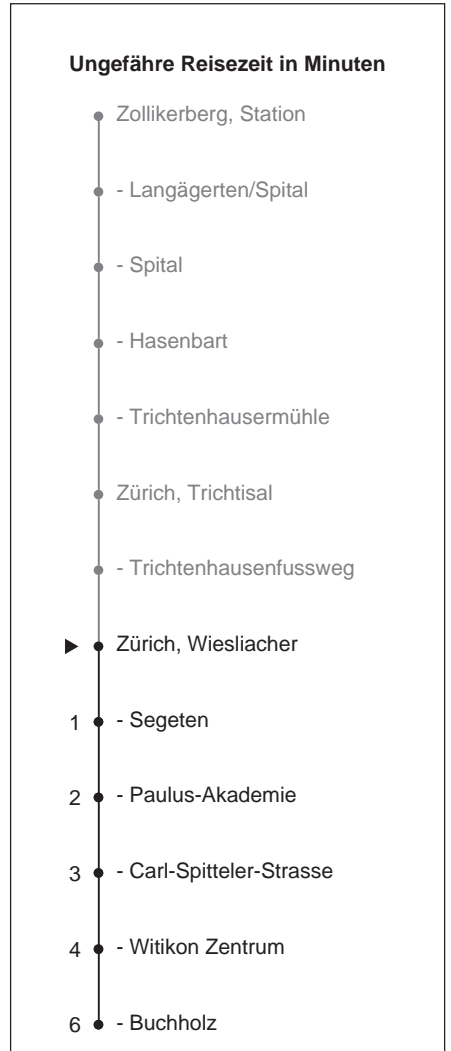 Ungefähre Reisezeit in Minuten
Zollikerberg, Station
- Langägerten/Spital
- Spital
- Hasenbart
- Trichtenhausermühle
Zürich, Trichtisal
- Trichtenhausenfussweg
Zürich, Wiesliacher
1 - Segeten
2 - Paulus-Akademie
3 - Carl-Spitteler-Strasse
4 - Witikon Zentrum
6 - Buchholz